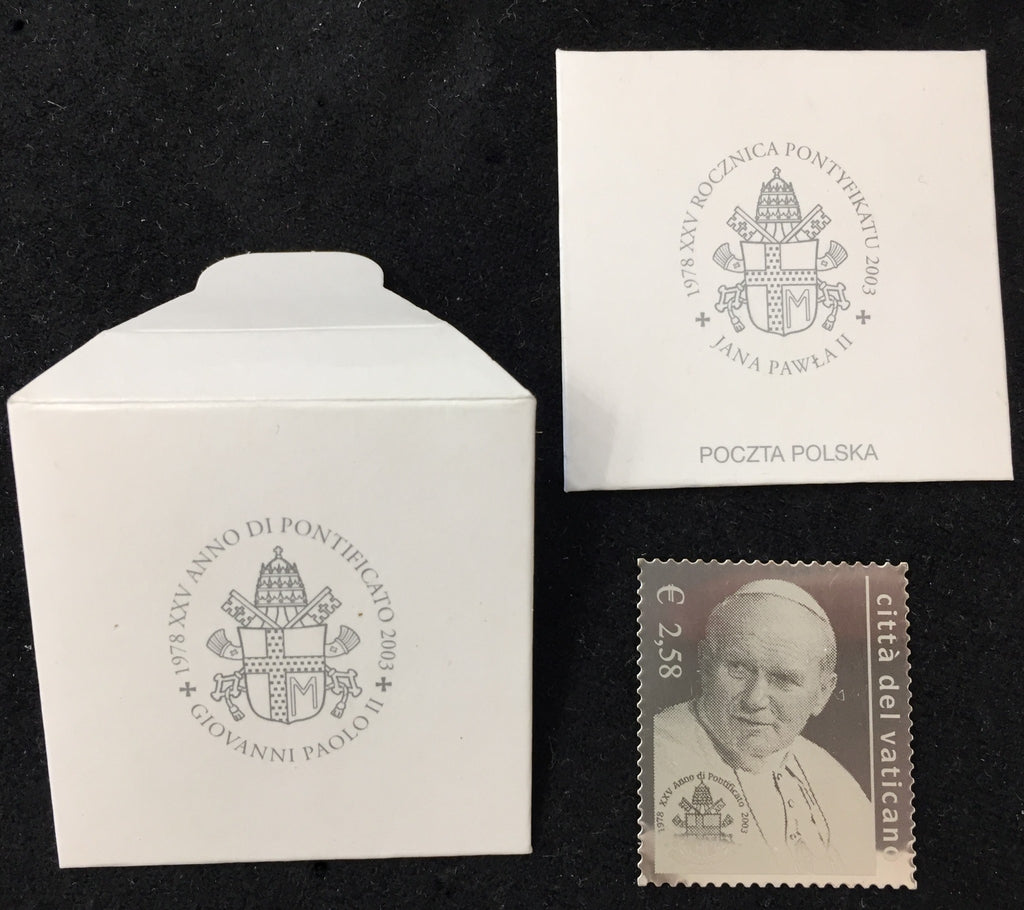 1978 XXV ROCZNICA PONTYFIKATU 2003
M
JANA PAWŁA II
POCZTA POLSKA
1978 XXV ANNO DI PONTIFICATO 2003
M
GIOVANNI PAOLO II
€ 2,58
città del vaticano
1978 XXV Anno di Pontificato 2003